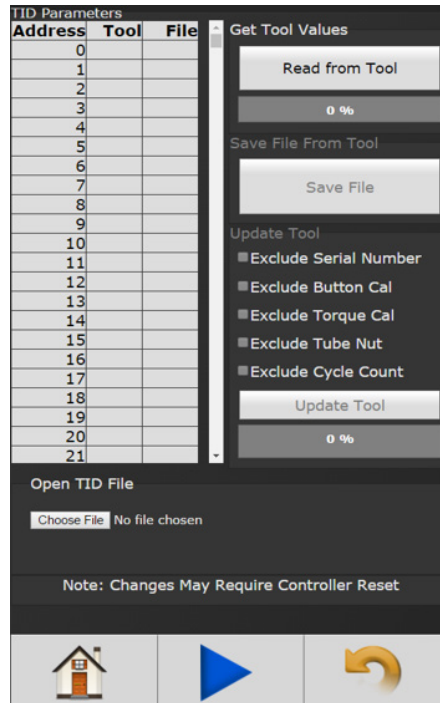 TID Parameters
Address Tool File
0
1
2
3
4
5
6
7
8
9
10
11
12
13
14
15
16
17
18
19
20
21
Get Tool Values
Read from Tool
0 %
Save File From Tool
Save File
Update Tool
Exclude Serial Number
Exclude Button Cal
Exclude Torque Cal
Exclude Tube Nut
Exclude Cycle Count
Update Tool
0 %
Open TID File
Choose File No file chosen
Note: Changes May Require Controller Reset